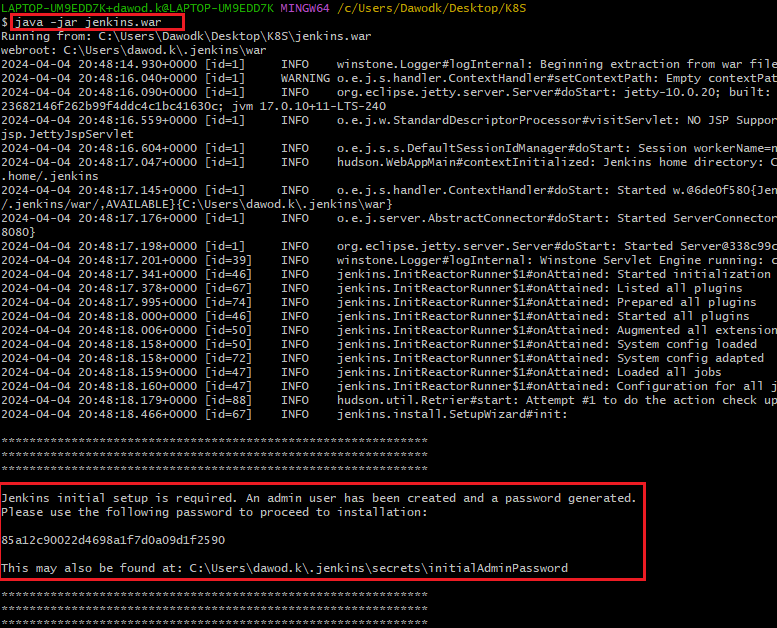 LAPTOP-UM9EDD7K+dawod.k@LAPTOP-UM9EDD7K MINGW64 /c/Users/Dawodk/Desktop/K8S
$ java -jar jenkins.war
Running from: C:\Users\Dawodk\Desktop\K8S\jenkins.war
webroot: C:\Users\dawod.k\.jenkins\war
2024-04-04 20:48:14.930+0000 [id=1] INFO winstone.Logger#logInternal: Beginning extraction from war file
2024-04-04 20:48:16.040+0000 [id=1] WARNING o.e.j.s.handler.ContextHandler#setContextPath: Empty contextPat
2024-04-04 20:48:16.090+0000 [id=1] INFO org.eclipse.jetty.server.Server#doStart: jetty-10.0.20; built:
23682146f262b99f4ddc4c1bc41630c; jvm 17.0.10+11-LTS-240
2024-04-04 20:48:16.559+0000 [id=1] INFO o.e.j.w.StandardDescriptorProcessor#visitServlet: NO JSP Suppor
jsp.JettyJspServlet
2024-04-04 20:48:16.604+0000 [id=1] INFO o.e.j.s.s.DefaultSessionIdManager#doStart: Session workerName=n
2024-04-04 20:48:17.047+0000 [id=1] INFO hudson.WebAppMain#contextInitialized: Jenkins home directory: C
.home/.jenkins
2024-04-04 20:48:17.145+0000 [id=1] INFO o.e.j.s.handler.ContextHandler#doStart: Started w.@6de0f580{Jen
/.jenkins/war/,AVAILABLE}{C:\Users\dawod.k\.jenkins\war}
2024-04-04 20:48:17.176+0000 [id=1] INFO o.e.j.server.AbstractConnector#doStart: Started ServerConnector
8080}
2024-04-04 20:48:17.198+0000 [id=1] INFO org.eclipse.jetty.server.Server#doStart: Started Server@338c99c
2024-04-04 20:48:17.201+0000 [id=39] INFO winstone.Logger#logInternal: Winstone Servlet Engine running: c
2024-04-04 20:48:17.341+0000 [id=46] INFO jenkins.InitReactorRunner$1#onAttained: Started initialization
2024-04-04 20:48:17.378+0000 [id=67] INFO jenkins.InitReactorRunner$1#onAttained: Listed all plugins
2024-04-04 20:48:17.995+0000 [id=74] INFO jenkins.InitReactorRunner$1#onAttained: Prepared all plugins
2024-04-04 20:48:18.000+0000 [id=46] INFO jenkins.InitReactorRunner$1#onAttained: Started all plugins
2024-04-04 20:48:18.006+0000 [id=50] INFO jenkins.InitReactorRunner$1#onAttained: Augmented all extension
2024-04-04 20:48:18.158+0000 [id=50] INFO jenkins.InitReactorRunner$1#onAttained: System config loaded
2024-04-04 20:48:18.158+0000 [id=72] INFO jenkins.InitReactorRunner$1#onAttained: System config adapted
2024-04-04 20:48:18.159+0000 [id=47] INFO jenkins.InitReactorRunner$1#onAttained: Loaded all jobs
2024-04-04 20:48:18.160+0000 [id=47] INFO jenkins.InitReactorRunner$1#onAttained: Configuration for all j
2024-04-04 20:48:18.179+0000 [id=88] INFO hudson.util.Retrier#start: Attempt #1 to do the action check up
2024-04-04 20:48:18.466+0000 [id=67] INFO jenkins.install.SetupWizard#init:
*************************************************************
*************************************************************
*************************************************************
Jenkins initial setup is required. An admin user has been created and a password generated.
Please use the following password to proceed to installation:
85a12c90022d4698a1f7d0a09d1f2590
This may also be found at: C:\Users\dawod.k\.jenkins\secrets\initialAdminPassword
*************************************************************
*************************************************************
*************************************************************